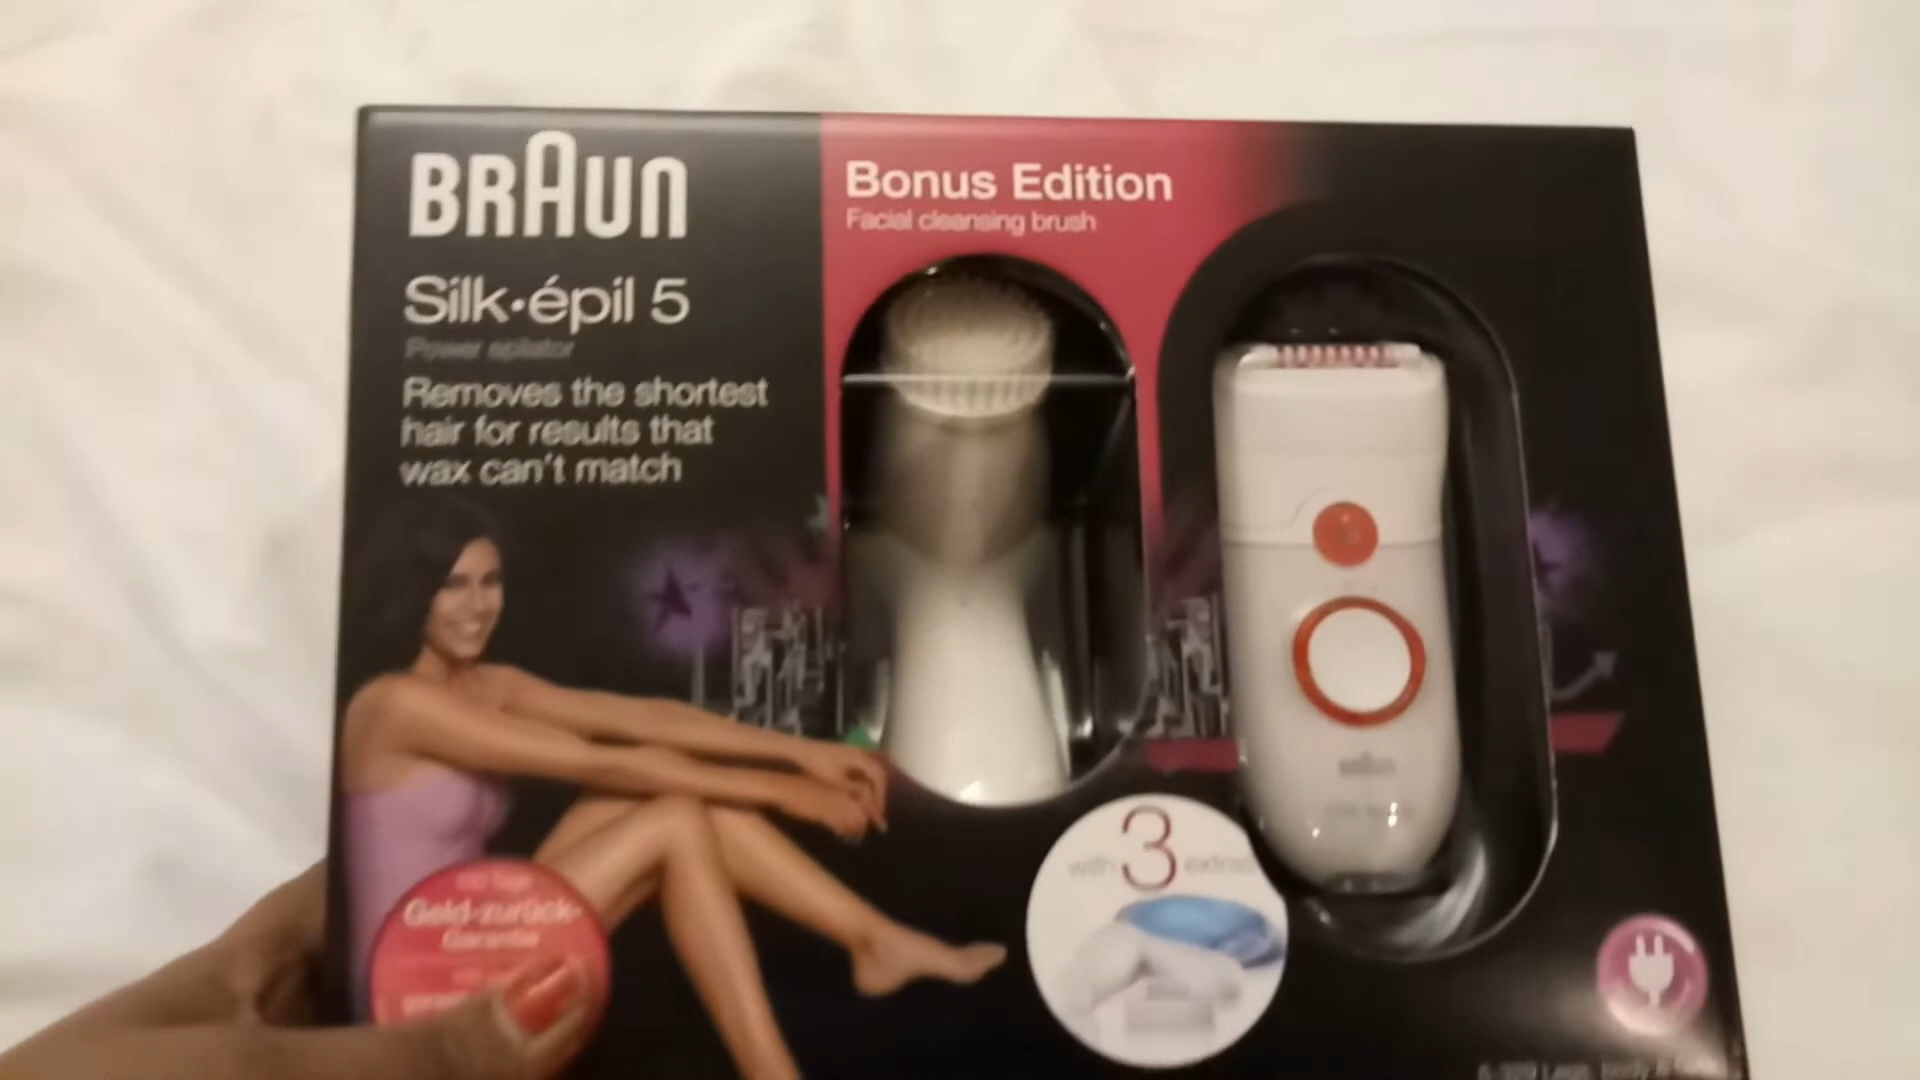 BRAUN
Silk·épil 5
Power epilator
Removes the shortest
hair for results that
wax can't match
Bonus Edition
Facial cleansing brush
with 3 extras
Geld-zurück-
Garantie
BRAUN